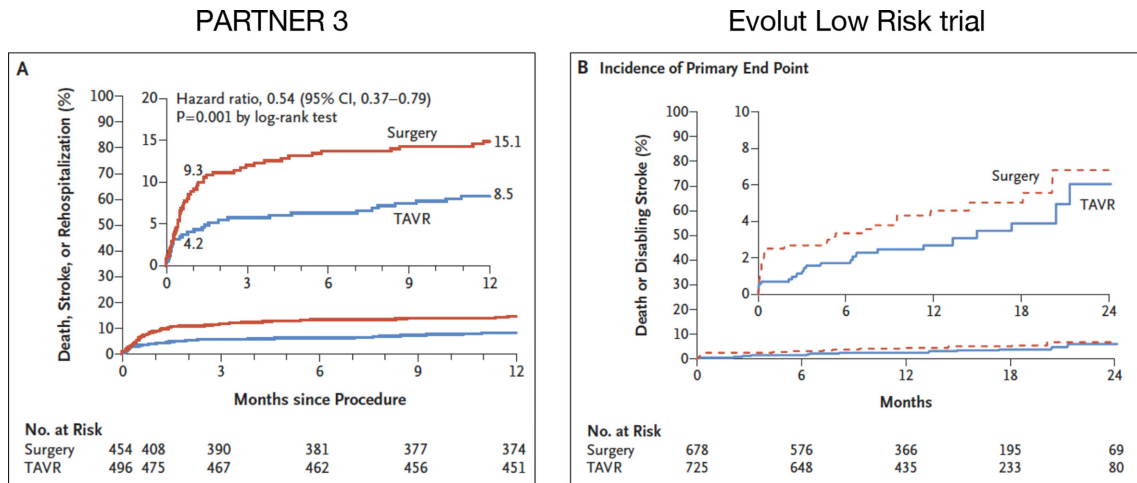 PARTNER 3
Evolut Low Risk trial
A
Death, Stroke, or Rehospitalization (%)
100
90
80
70
60
50
40
30
20
10
0
20
15
10
5
0
Hazard ratio, 0.54 (95% CI, 0.37–0.79)
P=0.001 by log-rank test
Surgery
15.1
9.3
8.5
TAVR
4.2
0 3 6 9 12
0 3 6 9 12
Months since Procedure
No. at Risk
Surgery 454 408 390 381 377 374
TAVR 496 475 467 462 456 451
B Incidence of Primary End Point
Death or Disabling Stroke (%)
100
90
80
70
60
50
40
30
20
10
0
10
8
6
4
2
0
Surgery
TAVR
0 6 12 18 24
0 6 12 18 24
Months
No. at Risk
Surgery 678 576 366 195 69
TAVR 725 648 435 233 80